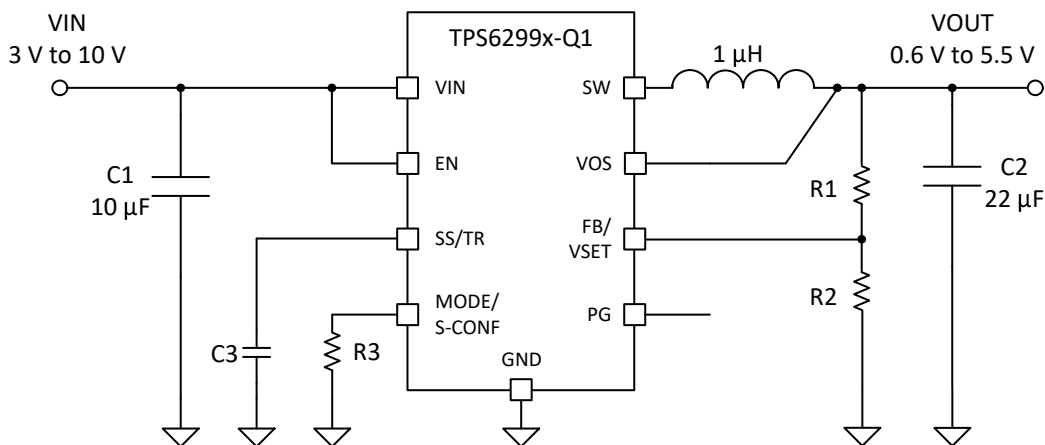 VIN
3 V to 10 V
TPS6299x-Q1
VOUT
0.6 V to 5.5 V
1 µH
VIN
SW
EN
VOS
C1
10 µF
R1
C2
22 µF
SS/TR
FB/
VSET
MODE/
S-CONF
PG
R2
C3
R3
GND